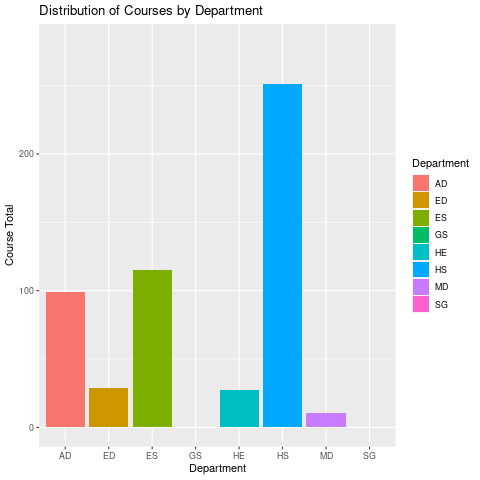 Distribution of Courses by Department
Course Total
200
100
0
AD ED ES GS HE HS MD SG
Department
Department
AD
ED
ES
GS
HE
HS
MD
SG